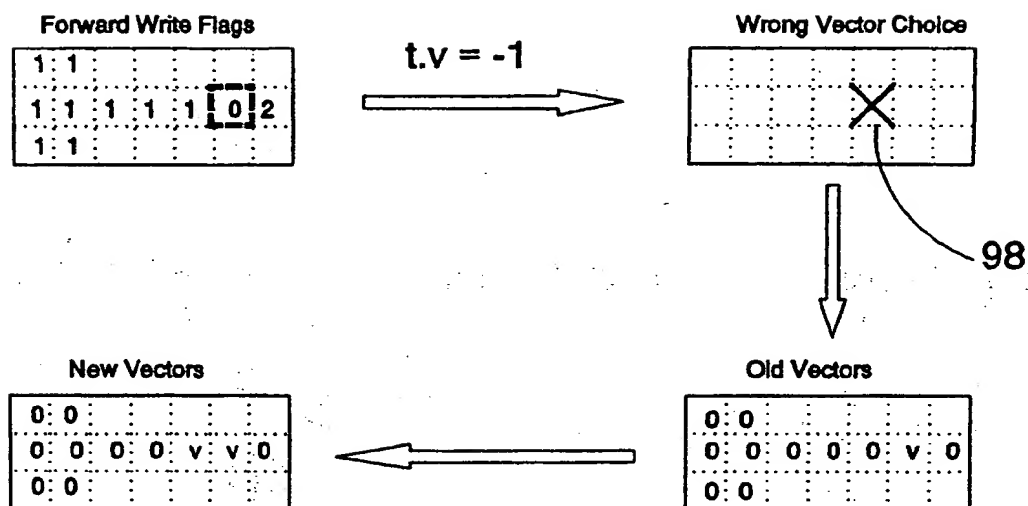 Forward Write Flags
1 1
1 1 1 1 1 0 2
1 1
t.v = -1
Wrong Vector Choice
98
New Vectors
0 0
0 0 0 0 v v 0
0 0
Old Vectors
0 0
0 0 0 0 0 v 0
0 0